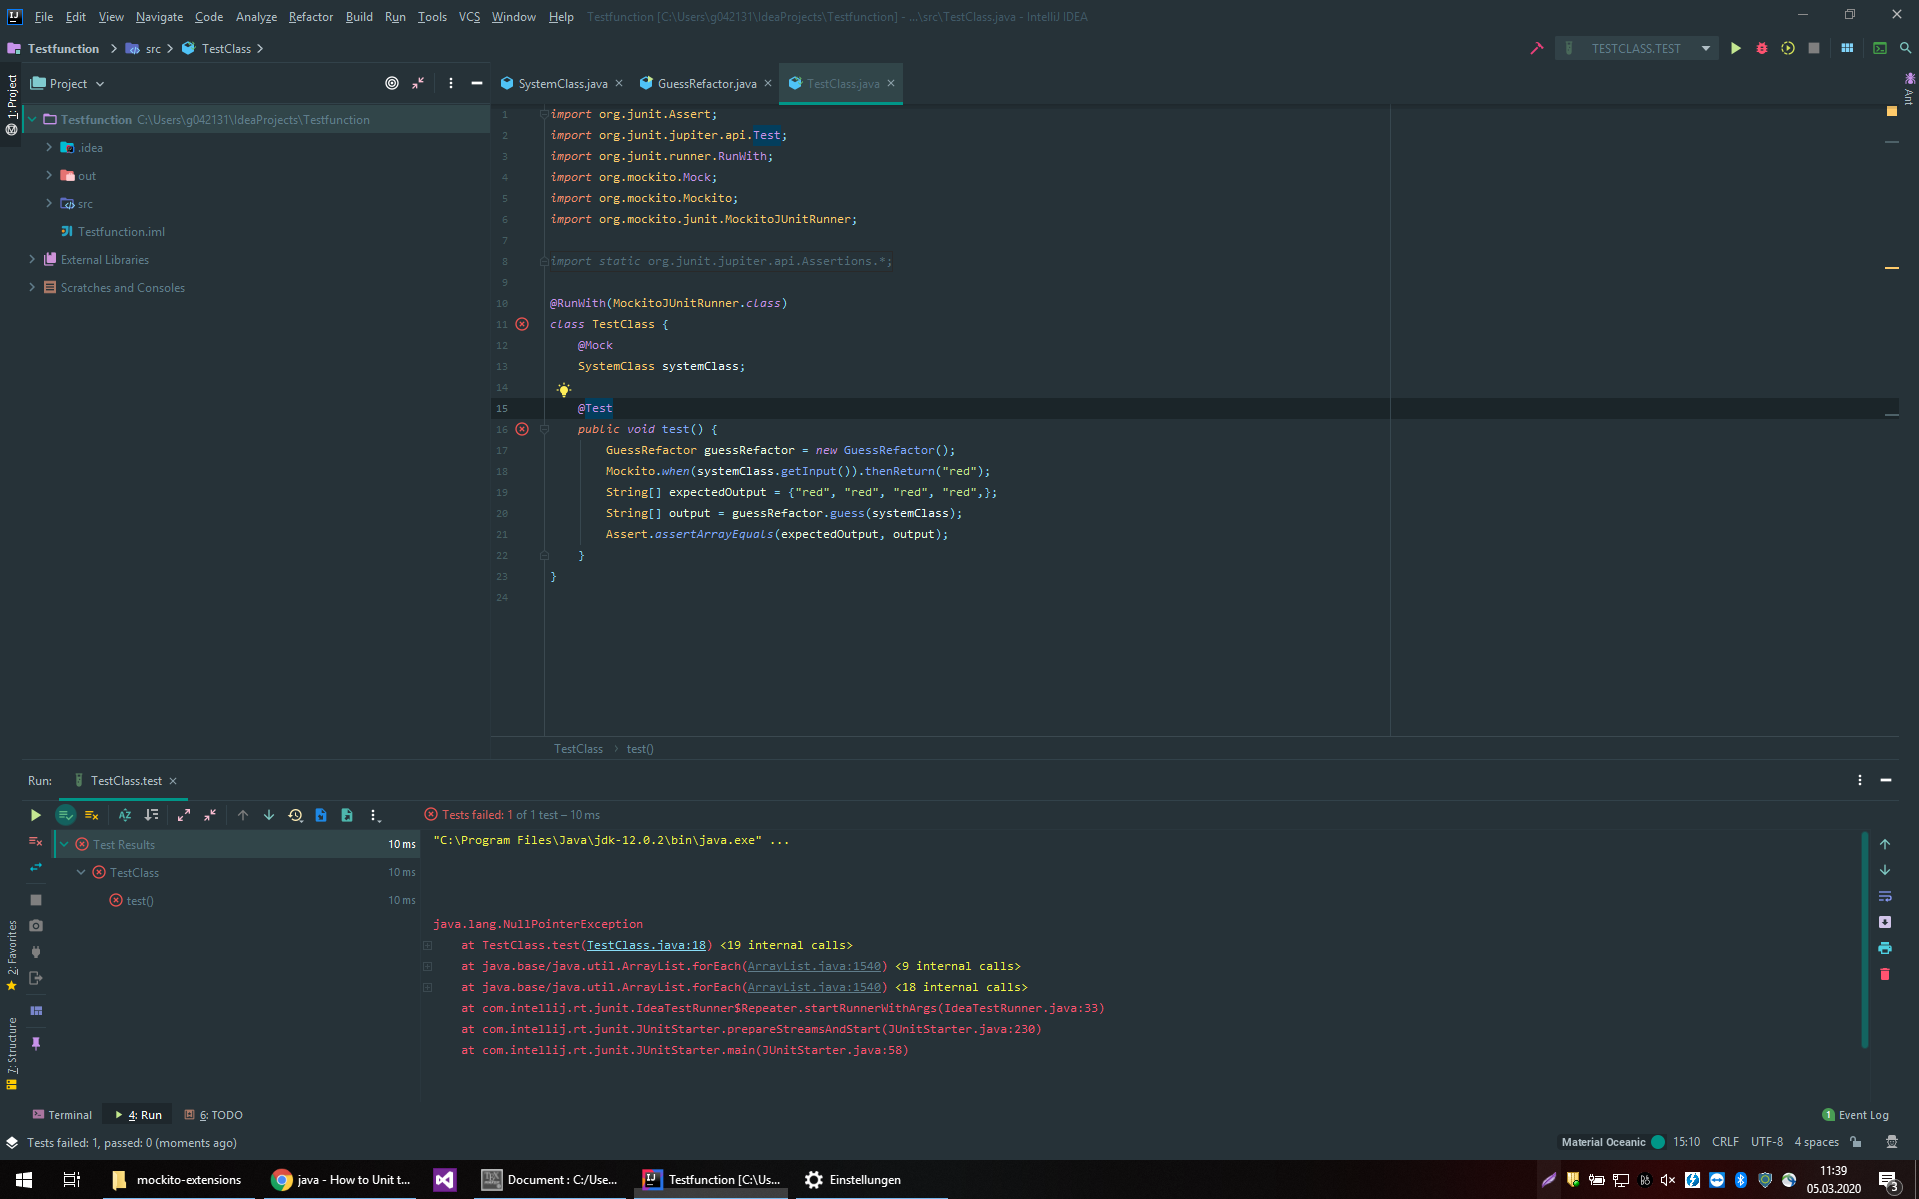 File Edit View Navigate Code Analyze Refactor Build Run Tools VCS Window Help Testfunction [C:\Users\g042131\IdeaProjects\Testfunction] - ...\src\TestClass.java - IntelliJ IDEA
Testfunction src TestClass TESTCLASS.TEST
1: Project
Project
SystemClass.java GuessRefactor.java TestClass.java
Ant
Testfunction C:\Users\g042131\IdeaProjects\Testfunction
.idea
out
src
Testfunction.iml
External Libraries
Scratches and Consoles
1 import org.junit.Assert;
2 import org.junit.jupiter.api.Test;
3 import org.junit.runner.RunWith;
4 import org.mockito.Mock;
5 import org.mockito.Mockito;
6 import org.mockito.junit.MockitoJUnitRunner;
7
8 import static org.junit.jupiter.api.Assertions.*;
9
10 @RunWith(MockitoJUnitRunner.class)
11 class TestClass {
12 @Mock
13 SystemClass systemClass;
14
15 @Test
16 public void test() {
17 GuessRefactor guessRefactor = new GuessRefactor();
18 Mockito.when(systemClass.getInput()).thenReturn("red");
19 String[] expectedOutput = {"red", "red", "red", "red",};
20 String[] output = guessRefactor.guess(systemClass);
21 Assert.assertArrayEquals(expectedOutput, output);
22 }
23 }
24
TestClass test()
Run: TestClass.test
Tests failed: 1 of 1 test – 10 ms
Test Results 10 ms
TestClass 10 ms
test() 10 ms
"C:\Program Files\Java\jdk-12.0.2\bin\java.exe" ...
java.lang.NullPointerException
at TestClass.test(TestClass.java:18) <19 internal calls>
at java.base/java.util.ArrayList.forEach(ArrayList.java:1540) <9 internal calls>
at java.base/java.util.ArrayList.forEach(ArrayList.java:1540) <18 internal calls>
at com.intellij.rt.junit.IdeaTestRunner$Repeater.startRunnerWithArgs(IdeaTestRunner.java:33)
at com.intellij.rt.junit.JUnitStarter.prepareStreamsAndStart(JUnitStarter.java:230)
at com.intellij.rt.junit.JUnitStarter.main(JUnitStarter.java:58)
2: Favorites
7: Structure
Terminal 4: Run 6: TODO 1 Event Log
Tests failed: 1, passed: 0 (moments ago) Material Oceanic 15:10 CRLF UTF-8 4 spaces
mockito-extensions java - How to Unit t... Document : C:/Use... Testfunction [C:\Us... Einstellungen
11:39
05.03.2020
3